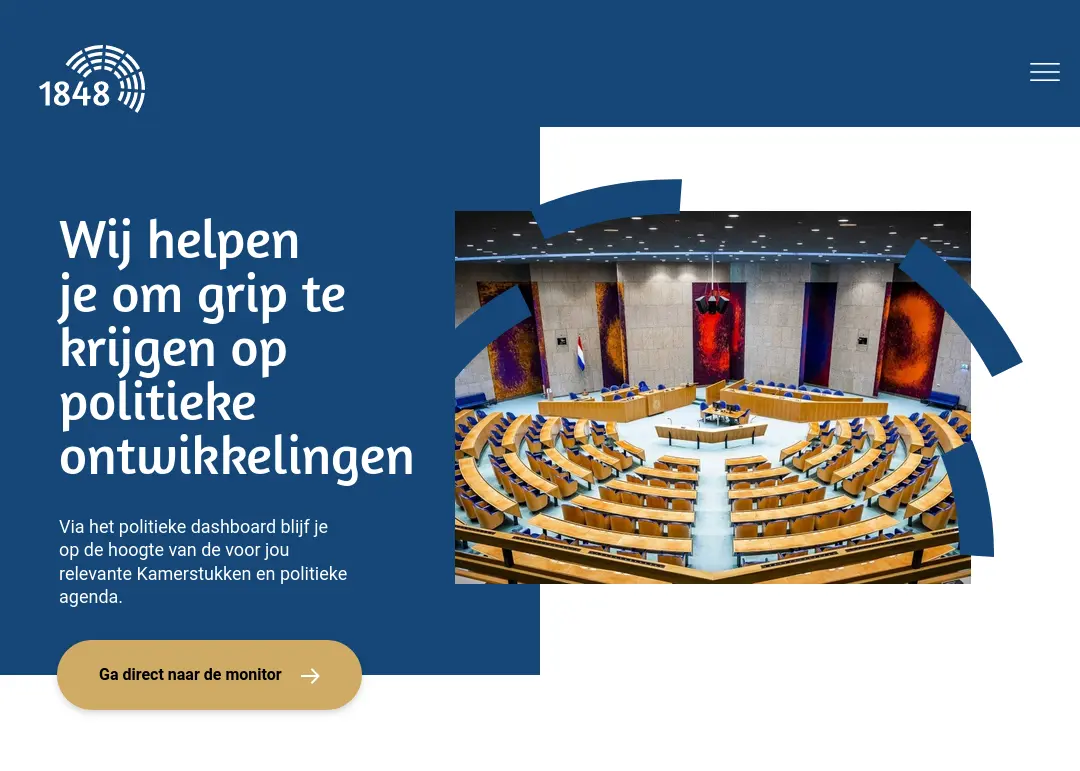 1848
Wij helpen
je om grip te
krijgen op
politieke
ontwikkelingen
Via het politieke dashboard blijf je
op de hoogte van de voor jou
relevante Kamerstukken en politieke
agenda.
Ga direct naar de monitor